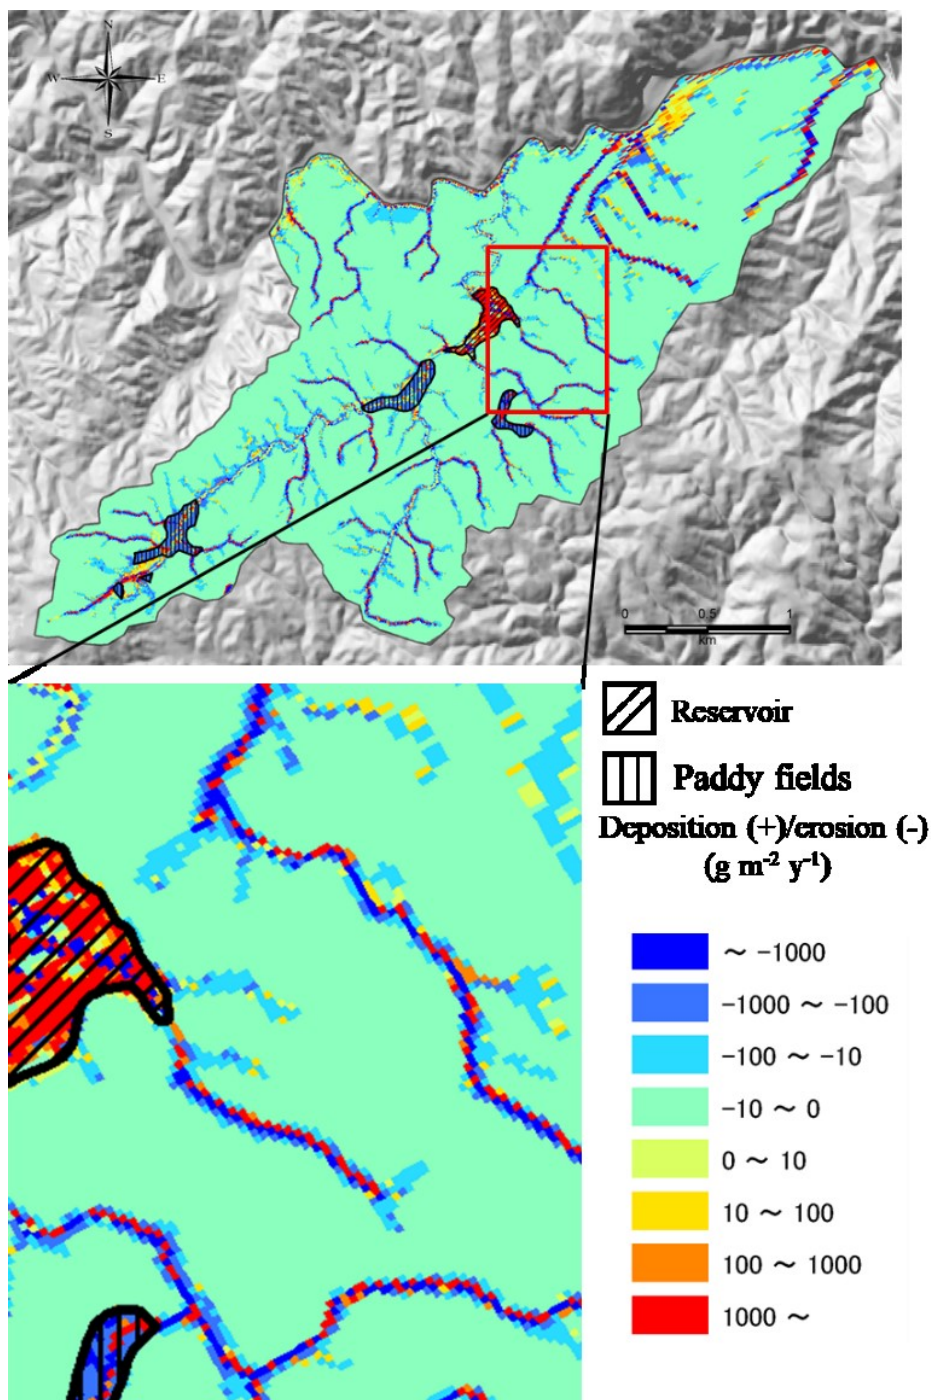 N
W E
S
0 0.5 1
km
Reservoir
Paddy fields
Deposition (+)/erosion (-)
(g m-2 y-1)
～ −1000
−1000 ～ −100
−100 ～ −10
−10 ～ 0
0 ～ 10
10 ～ 100
100 ～ 1000
1000 ～